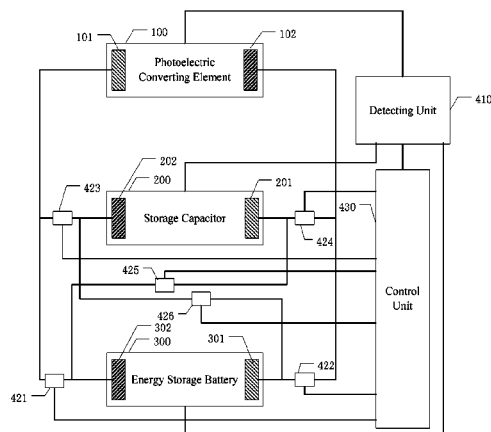 101
100
102
Photoelectric
Converting Element
Detecting Unit
410
202
200
201
423
Storage Capacitor
430
424
425
426
Control
Unit
302
300
301
422
Energy Storage Battery
421